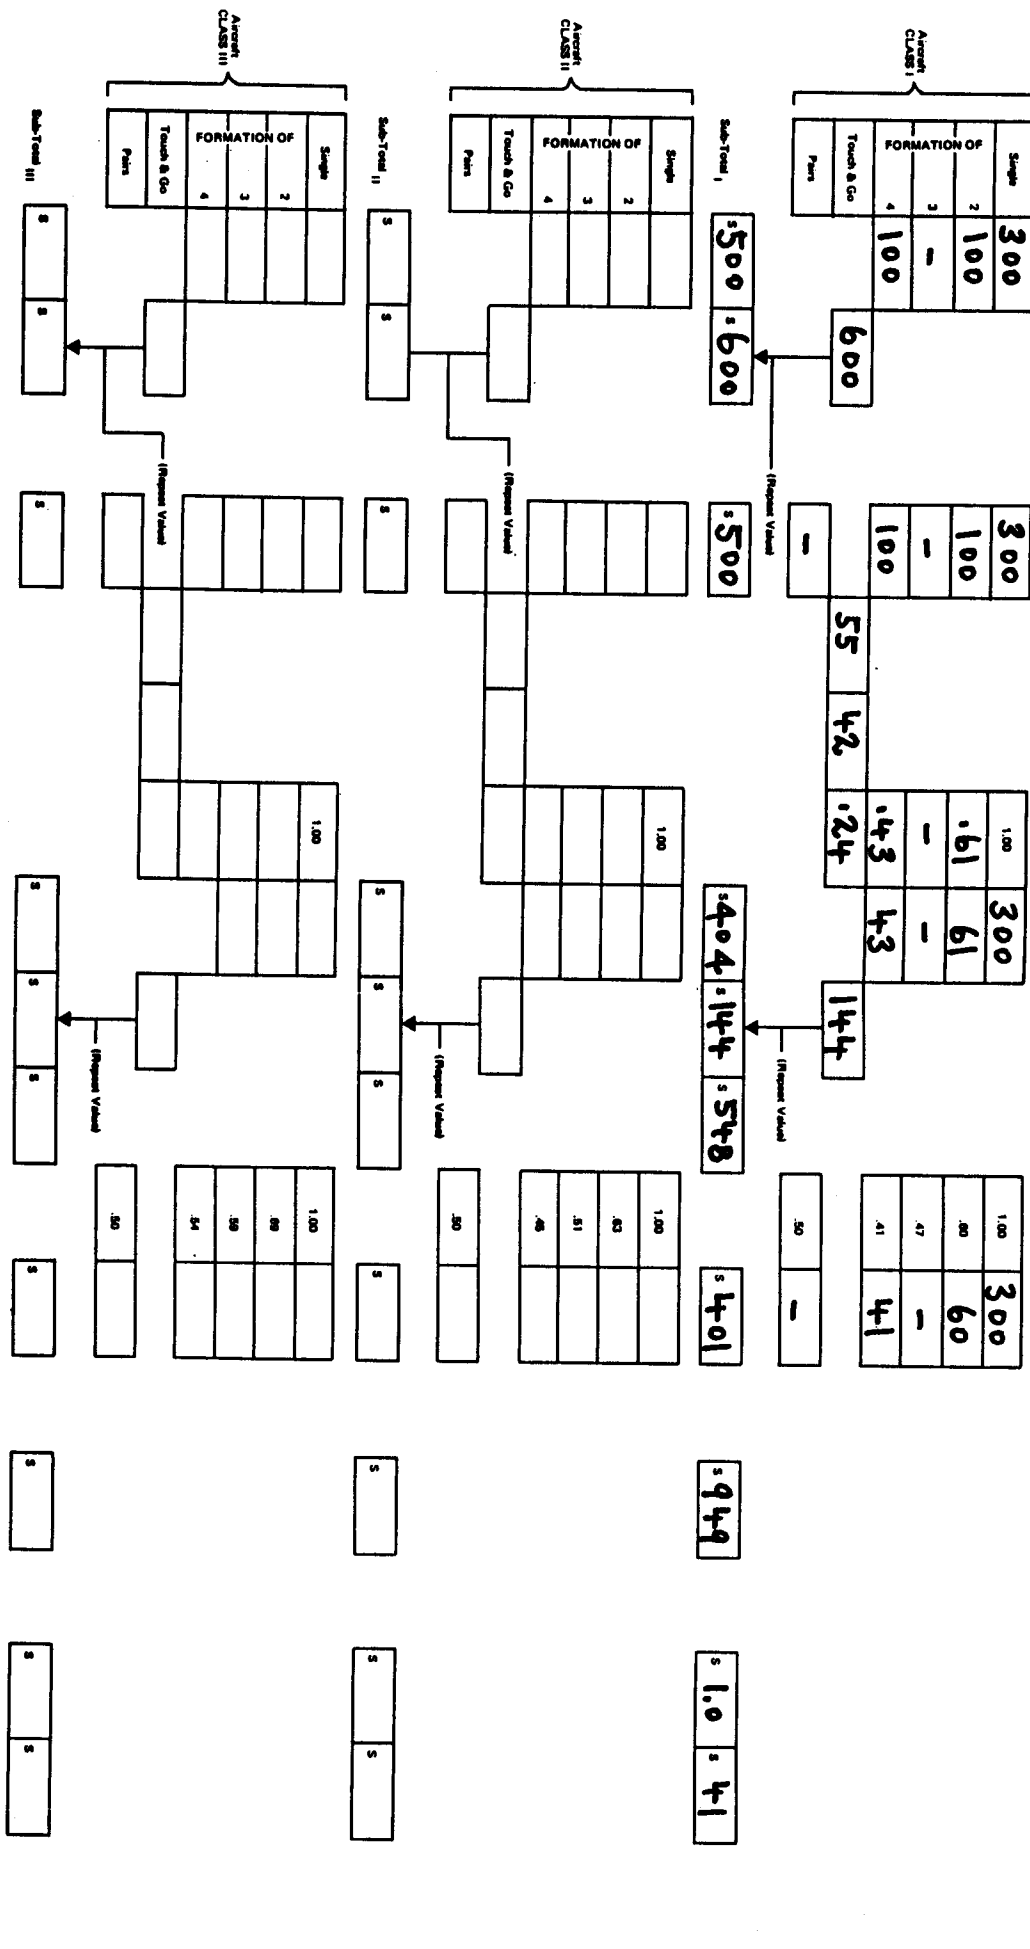 Aircraft
CLASS I
Single 300 300 1.00 300 1.00 300
FORMATION OF
2 100 100 .61 61 .60 60
3 - - - - .47 -
4 100 100 .43 43 .41 41
Touch & Go 600 55 42 .24 144
Pairs - .50 -
(Repeat Value) (Repeat Value)
Sub-Total I $ 500 $ 600 $ 500 $ 404 $ 144 $ 548 $ 401 $ 949 $ 1.0 $ 41
Aircraft
CLASS II
Single 1.00 1.00
FORMATION OF
2 .63
3 .51
4 .46
Touch & Go
Pairs .50
(Repeat Value) (Repeat Value)
Sub-Total II $ $ $ $ $ $ $ $ $
Aircraft
CLASS III
Single 1.00 1.00
FORMATION OF
2 .69
3 .59
4 .54
Touch & Go
Pairs .50
(Repeat Value) (Repeat Value)
Sub-Total III $ $ $ $ $ $ $ $ $ $